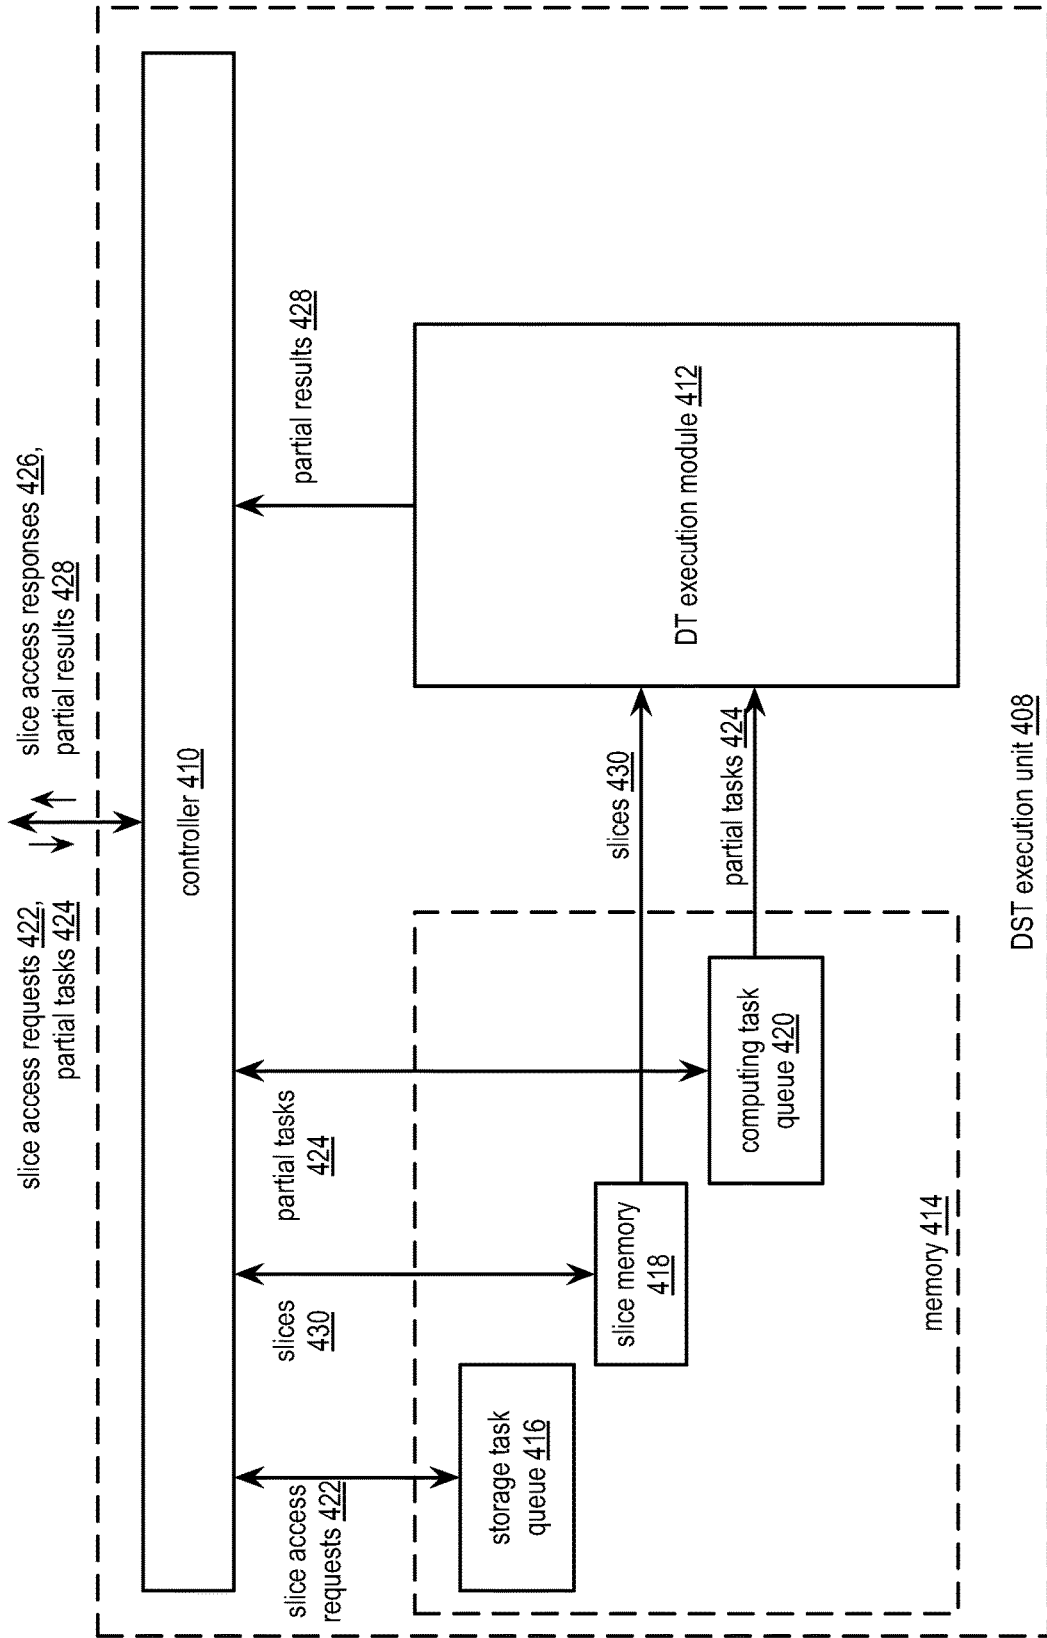 slice access requests 422,
partial tasks 424
slice access responses 426,
partial results 428
controller 410
slice access
requests 422
slices
430
partial tasks
424
partial results 428
storage task
queue 416
slice memory
418
computing task
queue 420
slices 430
partial tasks 424
DT execution module 412
memory 414
DST execution unit 408